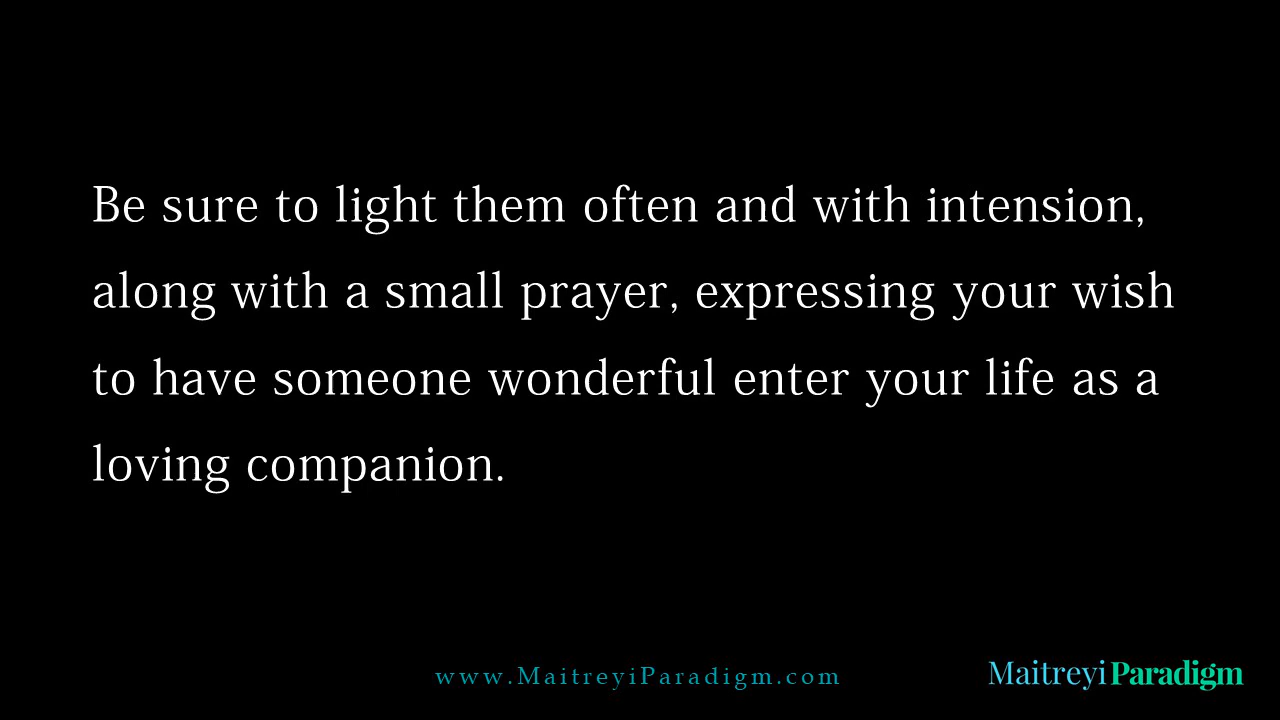 Be sure to light them often and with intension,
along with a small prayer, expressing your wish
to have someone wonderful enter your life as a
loving companion.
www.MaitreyiParadigm.com
Maitreyi Paradigm